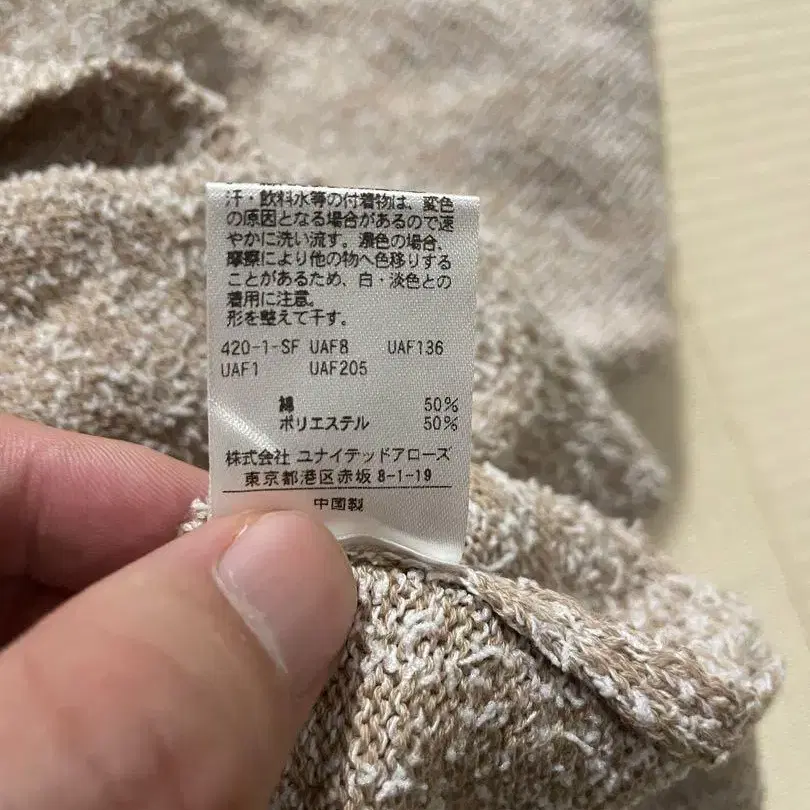 汗・飲料水等の付着物は、変色
の原因となる場合があるので速
やかに洗い流す。濃色の場合、
摩擦により他の物へ色移りする
ことがあるため、白・淡色との
着用に注意。
形を整えて干す。
420-1-SF UAF8 UAF136
UAF1 UAF205
綿 50%
ポリエステル 50%
株式会社 ユナイテッドアローズ
東京都港区赤坂 8-1-19
中国製